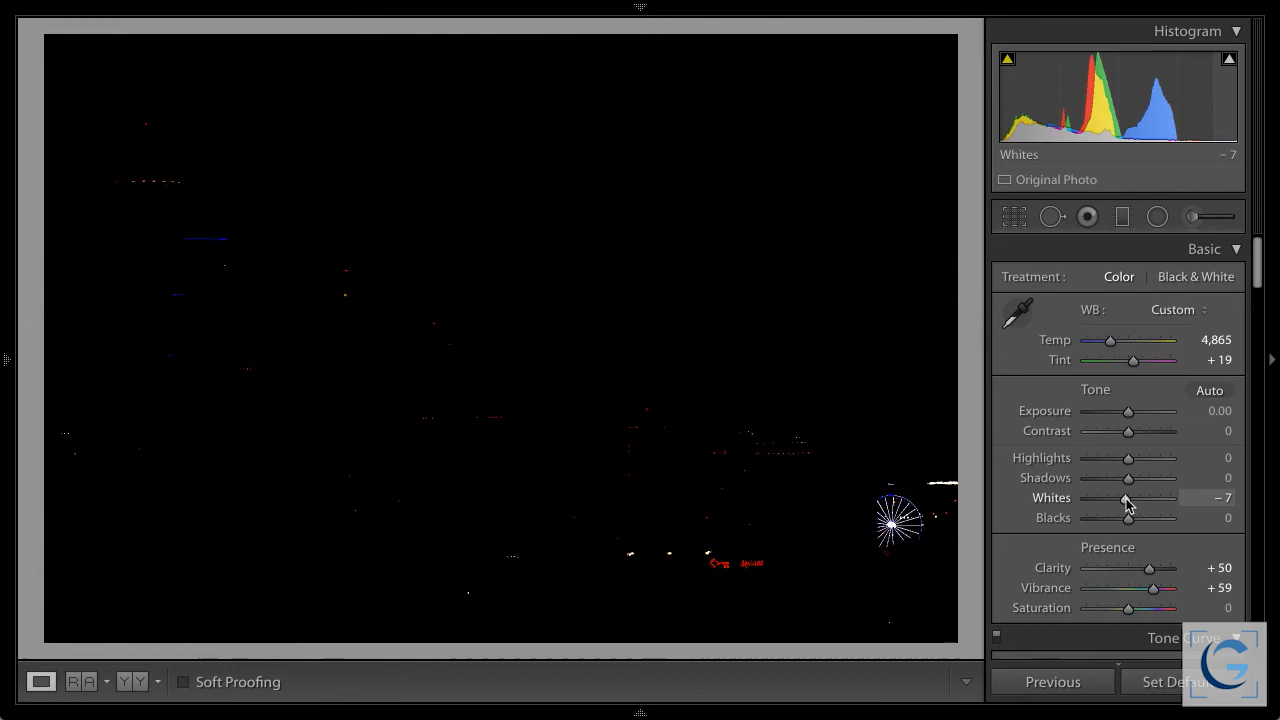 Histogram
Whites – 7
Original Photo
Basic
Treatment : Color Black & White
WB : Custom
Temp 4,865
Tint + 19
Tone Auto
Exposure 0.00
Contrast 0
Highlights 0
Shadows 0
Whites – 7
Blacks 0
Presence
Clarity + 50
Vibrance + 59
Saturation 0
Tone Curve
R A Y Y Soft Proofing Previous Set Defau
G